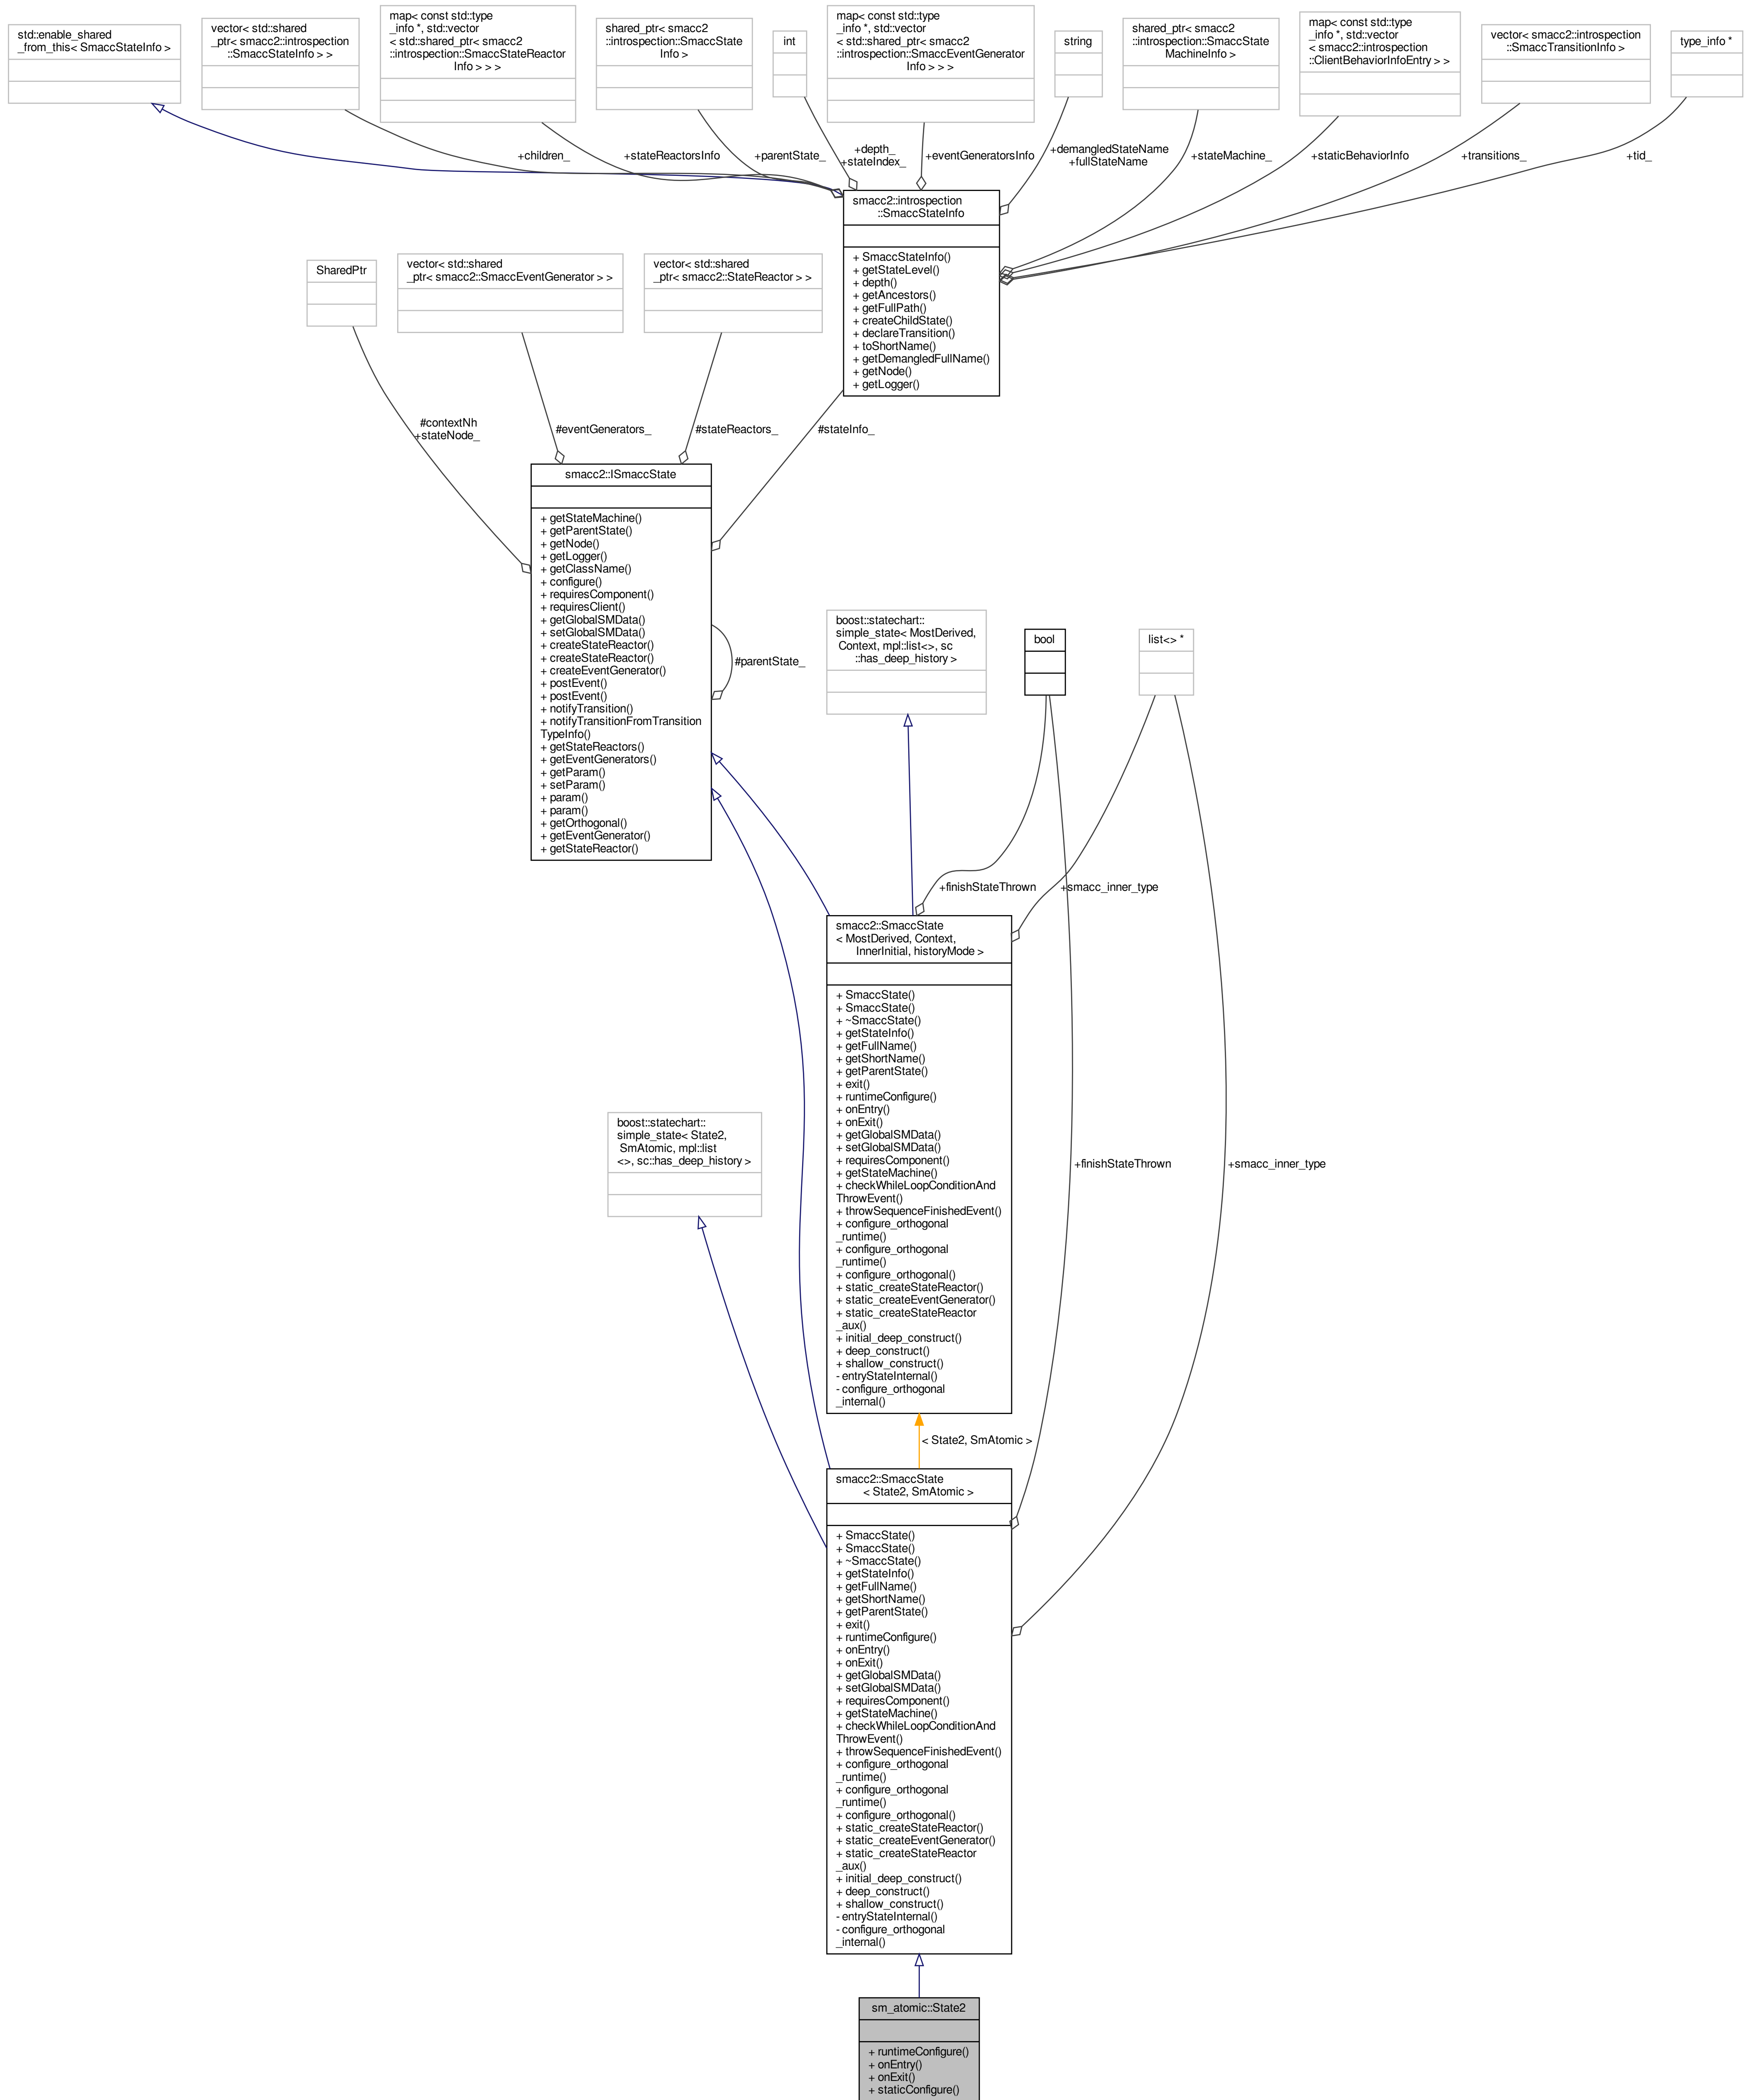 std::enable_shared
_from_this< SmaccStateInfo >
vector< std::shared
_ptr< smacc2::introspection
::SmaccStateInfo > >
map< const std::type
_info *, std::vector
< std::shared_ptr< smacc2
::introspection::SmaccStateReactor
Info > > >
shared_ptr< smacc2
::introspection::SmaccState
Info >
int
map< const std::type
_info *, std::vector
< std::shared_ptr< smacc2
::introspection::SmaccEventGenerator
Info > > >
string
shared_ptr< smacc2
::introspection::SmaccState
MachineInfo >
map< const std::type
_info *, std::vector
< smacc2::introspection
::ClientBehaviorInfoEntry > >
vector< smacc2::introspection
::SmaccTransitionInfo >
type_info *
+children_
+stateReactorsInfo
+parentState_
+depth_
+stateIndex_
+eventGeneratorsInfo
+demangledStateName
+fullStateName
+stateMachine_
+staticBehaviorInfo
+transitions_
+tid_
smacc2::introspection
::SmaccStateInfo
+ SmaccStateInfo()
+ getStateLevel()
+ depth()
+ getAncestors()
+ getFullPath()
+ createChildState()
+ declareTransition()
+ toShortName()
+ getDemangledFullName()
+ getNode()
+ getLogger()
SharedPtr
vector< std::shared
_ptr< smacc2::SmaccEventGenerator > >
vector< std::shared
_ptr< smacc2::StateReactor > >
#contextNh
+stateNode_
#eventGenerators_
#stateReactors_
#stateInfo_
smacc2::ISmaccState
+ getStateMachine()
+ getParentState()
+ getNode()
+ getLogger()
+ getClassName()
+ configure()
+ requiresComponent()
+ requiresClient()
+ getGlobalSMData()
+ setGlobalSMData()
+ createStateReactor()
+ createStateReactor()
+ createEventGenerator()
+ postEvent()
+ postEvent()
+ notifyTransition()
+ notifyTransitionFromTransition
TypeInfo()
+ getStateReactors()
+ getEventGenerators()
+ getParam()
+ setParam()
+ param()
+ param()
+ getOrthogonal()
+ getEventGenerator()
+ getStateReactor()
#parentState_
boost::statechart::
simple_state< MostDerived,
Context, mpl::list<>, sc
::has_deep_history >
bool
list<> *
+finishStateThrown
+smacc_inner_type
smacc2::SmaccState
< MostDerived, Context,
InnerInitial, historyMode >
+ SmaccState()
+ SmaccState()
+ ~SmaccState()
+ getStateInfo()
+ getFullName()
+ getShortName()
+ getParentState()
+ exit()
+ runtimeConfigure()
+ onEntry()
+ onExit()
+ getGlobalSMData()
+ setGlobalSMData()
+ requiresComponent()
+ getStateMachine()
+ checkWhileLoopConditionAnd
ThrowEvent()
+ throwSequenceFinishedEvent()
+ configure_orthogonal
_runtime()
+ configure_orthogonal
_runtime()
+ configure_orthogonal()
+ static_createStateReactor()
+ static_createEventGenerator()
+ static_createStateReactor
_aux()
+ initial_deep_construct()
+ deep_construct()
+ shallow_construct()
- entryStateInternal()
- configure_orthogonal
_internal()
boost::statechart::
simple_state< State2,
SmAtomic, mpl::list
<>, sc::has_deep_history >
+finishStateThrown
+smacc_inner_type
< State2, SmAtomic >
smacc2::SmaccState
< State2, SmAtomic >
+ SmaccState()
+ SmaccState()
+ ~SmaccState()
+ getStateInfo()
+ getFullName()
+ getShortName()
+ getParentState()
+ exit()
+ runtimeConfigure()
+ onEntry()
+ onExit()
+ getGlobalSMData()
+ setGlobalSMData()
+ requiresComponent()
+ getStateMachine()
+ checkWhileLoopConditionAnd
ThrowEvent()
+ throwSequenceFinishedEvent()
+ configure_orthogonal
_runtime()
+ configure_orthogonal
_runtime()
+ configure_orthogonal()
+ static_createStateReactor()
+ static_createEventGenerator()
+ static_createStateReactor
_aux()
+ initial_deep_construct()
+ deep_construct()
+ shallow_construct()
- entryStateInternal()
- configure_orthogonal
_internal()
sm_atomic::State2
+ runtimeConfigure()
+ onEntry()
+ onExit()
+ staticConfigure()